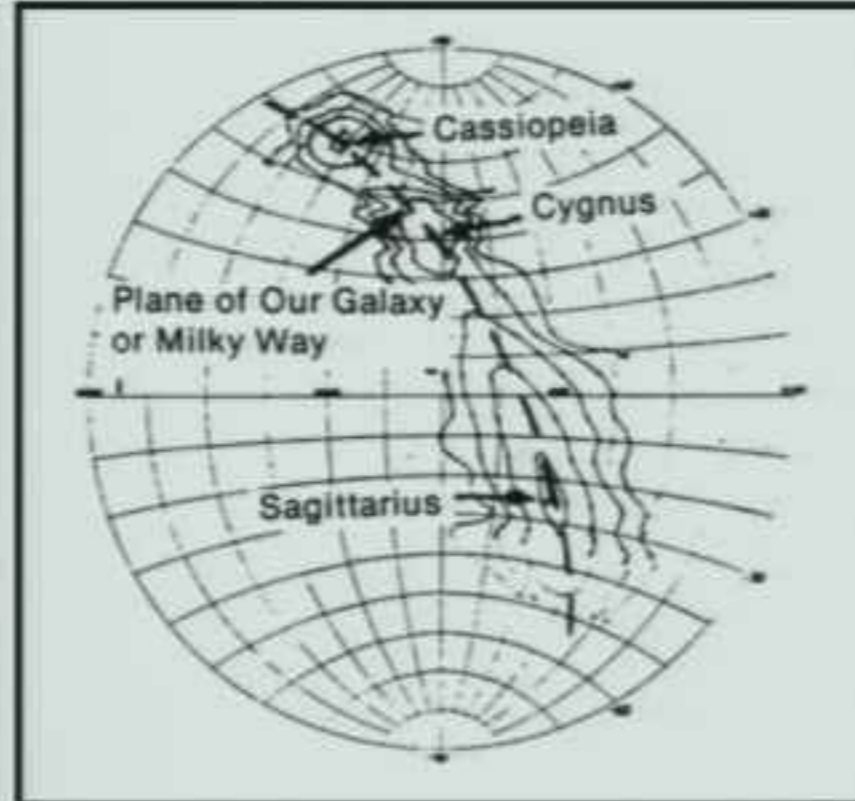 Cassiopeia
Cygnus
Plane of Our Galaxy
or Milky Way
Sagittarius